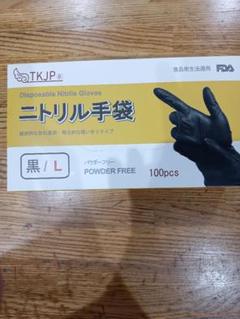 TKJP
食品衛生法適用
FDA
Disposable Nitrile Gloves
ニトリル手袋
黒/L
パウダーフリー
POWDER FREE
100pcs